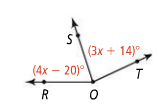 S
(3x + 14)°
(4x − 20)°
T
R
O